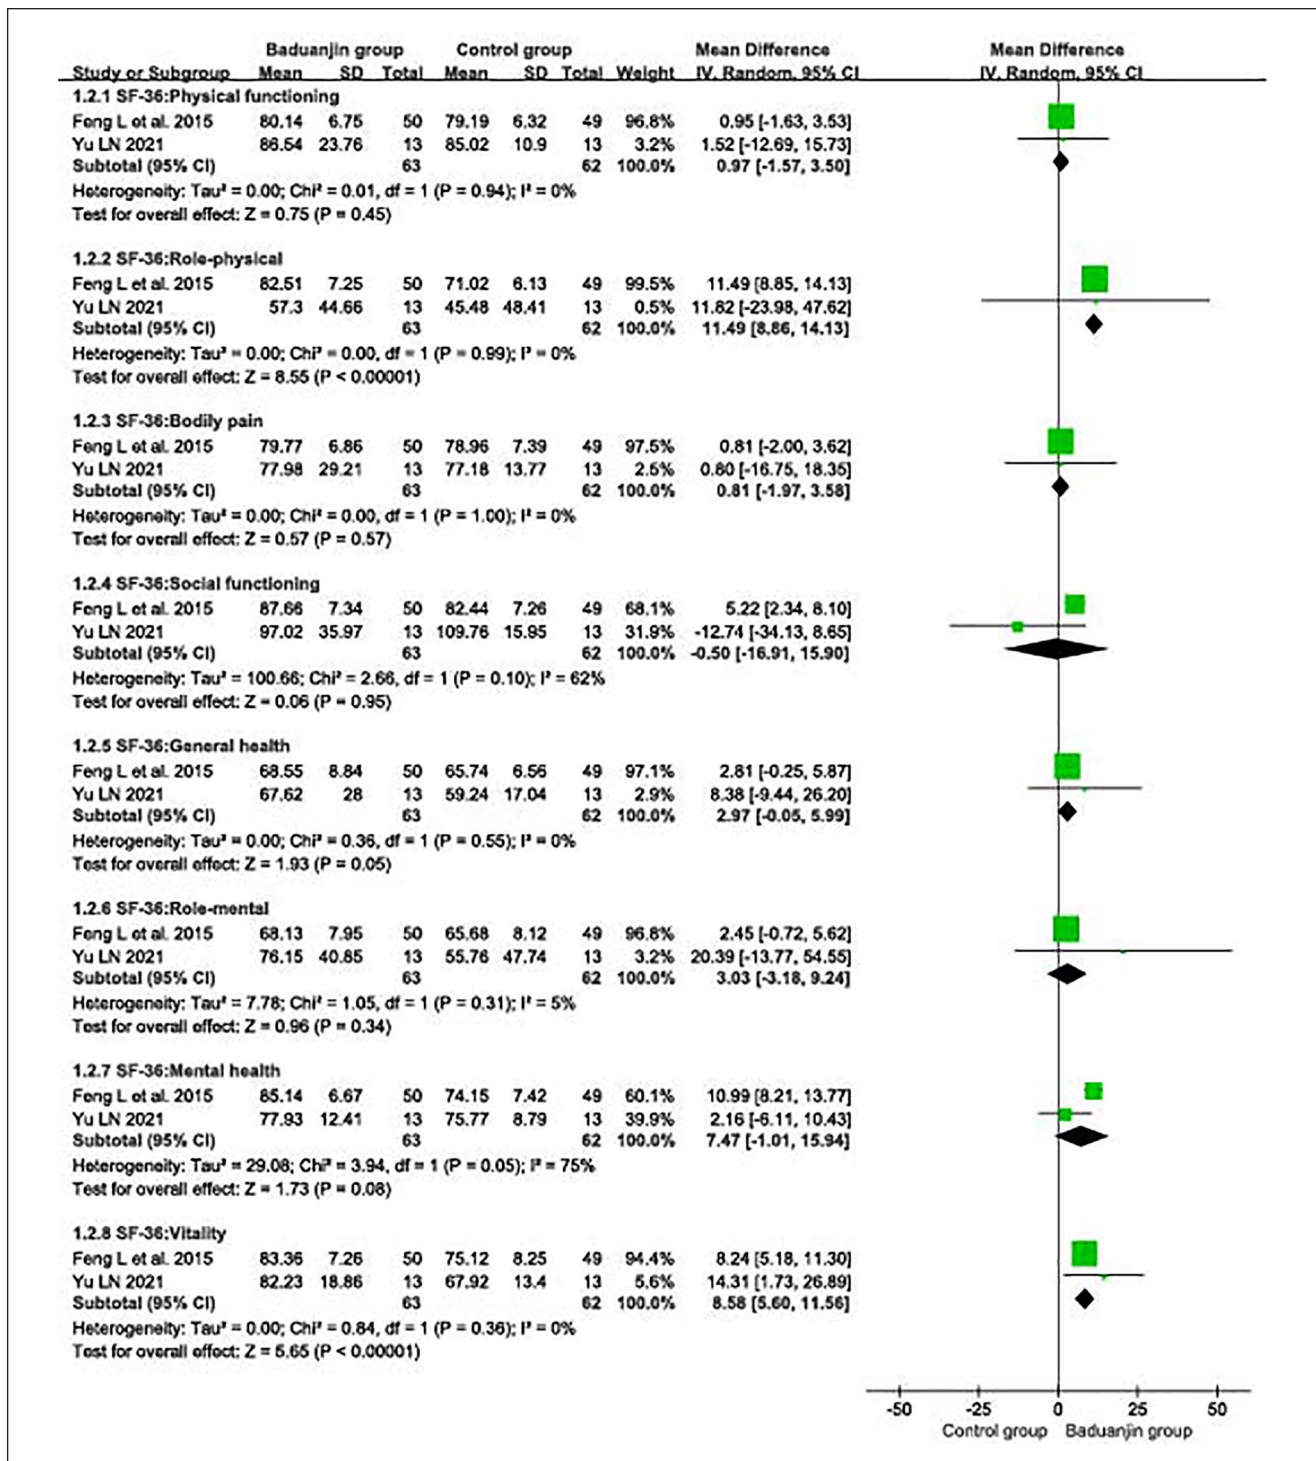 Baduanjin group Control group Mean Difference Mean Difference
Study or Subgroup Mean SD Total Mean SD Total Weight IV, Random, 95% CI IV, Random, 95% CI
1.2.1 SF-36:Physical functioning
Feng L et al. 2015 80.14 6.75 50 79.19 6.32 49 96.8% 0.95 [-1.63, 3.53]
Yu LN 2021 86.54 23.76 13 85.02 10.9 13 3.2% 1.52 [-12.69, 15.73]
Subtotal (95% CI) 63 62 100.0% 0.97 [-1.57, 3.50]
Heterogeneity: Tau² = 0.00; Chi² = 0.01, df = 1 (P = 0.94); I² = 0%
Test for overall effect: Z = 0.75 (P = 0.45)
1.2.2 SF-36:Role-physical
Feng L et al. 2015 82.51 7.25 50 71.02 6.13 49 99.5% 11.49 [8.85, 14.13]
Yu LN 2021 57.3 44.66 13 45.48 48.41 13 0.5% 11.82 [-23.98, 47.62]
Subtotal (95% CI) 63 62 100.0% 11.49 [8.86, 14.13]
Heterogeneity: Tau² = 0.00; Chi² = 0.00, df = 1 (P = 0.99); I² = 0%
Test for overall effect: Z = 8.55 (P < 0.00001)
1.2.3 SF-36:Bodily pain
Feng L et al. 2015 79.77 6.86 50 78.96 7.39 49 97.5% 0.81 [-2.00, 3.62]
Yu LN 2021 77.98 29.21 13 77.18 13.77 13 2.5% 0.80 [-16.75, 18.35]
Subtotal (95% CI) 63 62 100.0% 0.81 [-1.97, 3.58]
Heterogeneity: Tau² = 0.00; Chi² = 0.00, df = 1 (P = 1.00); I² = 0%
Test for overall effect: Z = 0.57 (P = 0.57)
1.2.4 SF-36:Social functioning
Feng L et al. 2015 87.66 7.34 50 82.44 7.26 49 68.1% 5.22 [2.34, 8.10]
Yu LN 2021 97.02 35.97 13 109.76 15.95 13 31.9% -12.74 [-34.13, 8.65]
Subtotal (95% CI) 63 62 100.0% -0.50 [-16.91, 15.90]
Heterogeneity: Tau² = 100.66; Chi² = 2.66, df = 1 (P = 0.10); I² = 62%
Test for overall effect: Z = 0.06 (P = 0.95)
1.2.5 SF-36:General health
Feng L et al. 2015 68.55 8.84 50 65.74 6.56 49 97.1% 2.81 [-0.25, 5.87]
Yu LN 2021 67.62 28 13 59.24 17.04 13 2.9% 8.38 [-9.44, 26.20]
Subtotal (95% CI) 63 62 100.0% 2.97 [-0.05, 5.99]
Heterogeneity: Tau² = 0.00; Chi² = 0.36, df = 1 (P = 0.55); I² = 0%
Test for overall effect: Z = 1.93 (P = 0.05)
1.2.6 SF-36:Role-mental
Feng L et al. 2015 68.13 7.95 50 65.68 8.12 49 96.8% 2.45 [-0.72, 5.62]
Yu LN 2021 76.15 40.85 13 55.76 47.74 13 3.2% 20.39 [-13.77, 54.55]
Subtotal (95% CI) 63 62 100.0% 3.03 [-3.18, 9.24]
Heterogeneity: Tau² = 7.78; Chi² = 1.05, df = 1 (P = 0.31); I² = 5%
Test for overall effect: Z = 0.96 (P = 0.34)
1.2.7 SF-36:Mental health
Feng L et al. 2015 85.14 6.67 50 74.15 7.42 49 60.1% 10.99 [8.21, 13.77]
Yu LN 2021 77.93 12.41 13 75.77 8.79 13 39.9% 2.16 [-6.11, 10.43]
Subtotal (95% CI) 63 62 100.0% 7.47 [-1.01, 15.94]
Heterogeneity: Tau² = 29.08; Chi² = 3.94, df = 1 (P = 0.05); I² = 75%
Test for overall effect: Z = 1.73 (P = 0.08)
1.2.8 SF-36:Vitality
Feng L et al. 2015 83.36 7.26 50 75.12 8.25 49 94.4% 8.24 [5.18, 11.30]
Yu LN 2021 82.23 18.86 13 67.92 13.4 13 5.6% 14.31 [1.73, 26.89]
Subtotal (95% CI) 63 62 100.0% 8.58 [5.60, 11.56]
Heterogeneity: Tau² = 0.00; Chi² = 0.84, df = 1 (P = 0.36); I² = 0%
Test for overall effect: Z = 5.65 (P < 0.00001)
-50 -25 0 25 50
Control group Baduanjin group